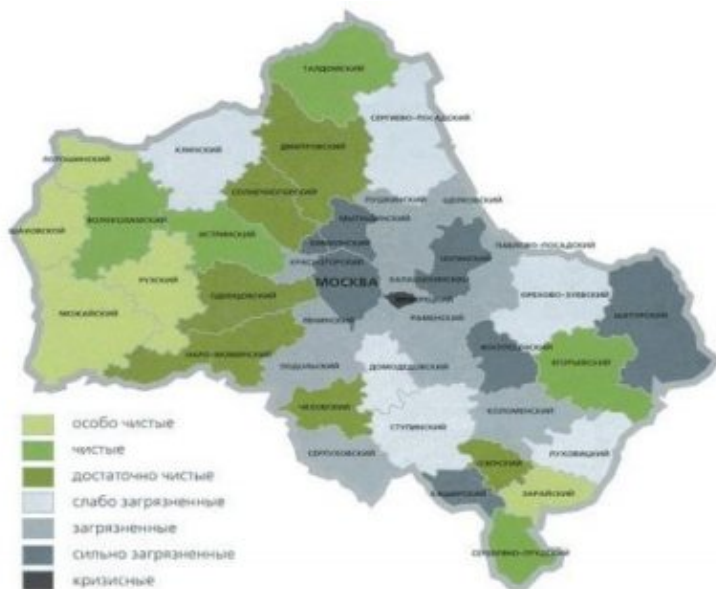 ТАЛДОМСКИЙ
СЕРГИЕВО-ПОСАДСКИЙ
КЛИНСКИЙ
ДМИТРОВСКИЙ
ЛОТОШИНСКИЙ
СОЛНЕЧНОГОРСКИЙ
ПУШКИНСКИЙ
ЩЕЛКОВСКИЙ
ВОЛОКОЛАМСКИЙ
МЫТИЩИНСКИЙ
ШАХОВСКОЙ
ИСТРИНСКИЙ
ХИМКИНСКИЙ
ПАВЛОВО-ПОСАДСКИЙ
КРАСНОГОРСКИЙ
НОГИНСКИЙ
РУЗСКИЙ
МОСКВА
БАЛАШИХИНСКИЙ
ОДИНЦОВСКИЙ
ЛЮБЕРЕЦКИЙ
ОРЕХОВО-ЗУЕВСКИЙ
ШАТУРСКИЙ
МОЖАЙСКИЙ
ЛЕНИНСКИЙ
РАМЕНСКИЙ
НАРО-ФОМИНСКИЙ
ВОСКРЕСЕНСКИЙ
ПОДОЛЬСКИЙ
ДОМОДЕДОВСКИЙ
ЕГОРЬЕВСКИЙ
ЧЕХОВСКИЙ
КОЛОМЕНСКИЙ
СТУПИНСКИЙ
СЕРПУХОВСКИЙ
ОЗЕРСКИЙ
ЛУХОВИЦКИЙ
КАШИРСКИЙ
ЗАРАЙСКИЙ
СЕРЕБРЯНО-ПРУДСКИЙ
особо чистые
чистые
достаточно чистые
слабо загрязненные
загрязненные
сильно загрязненные
кризисные